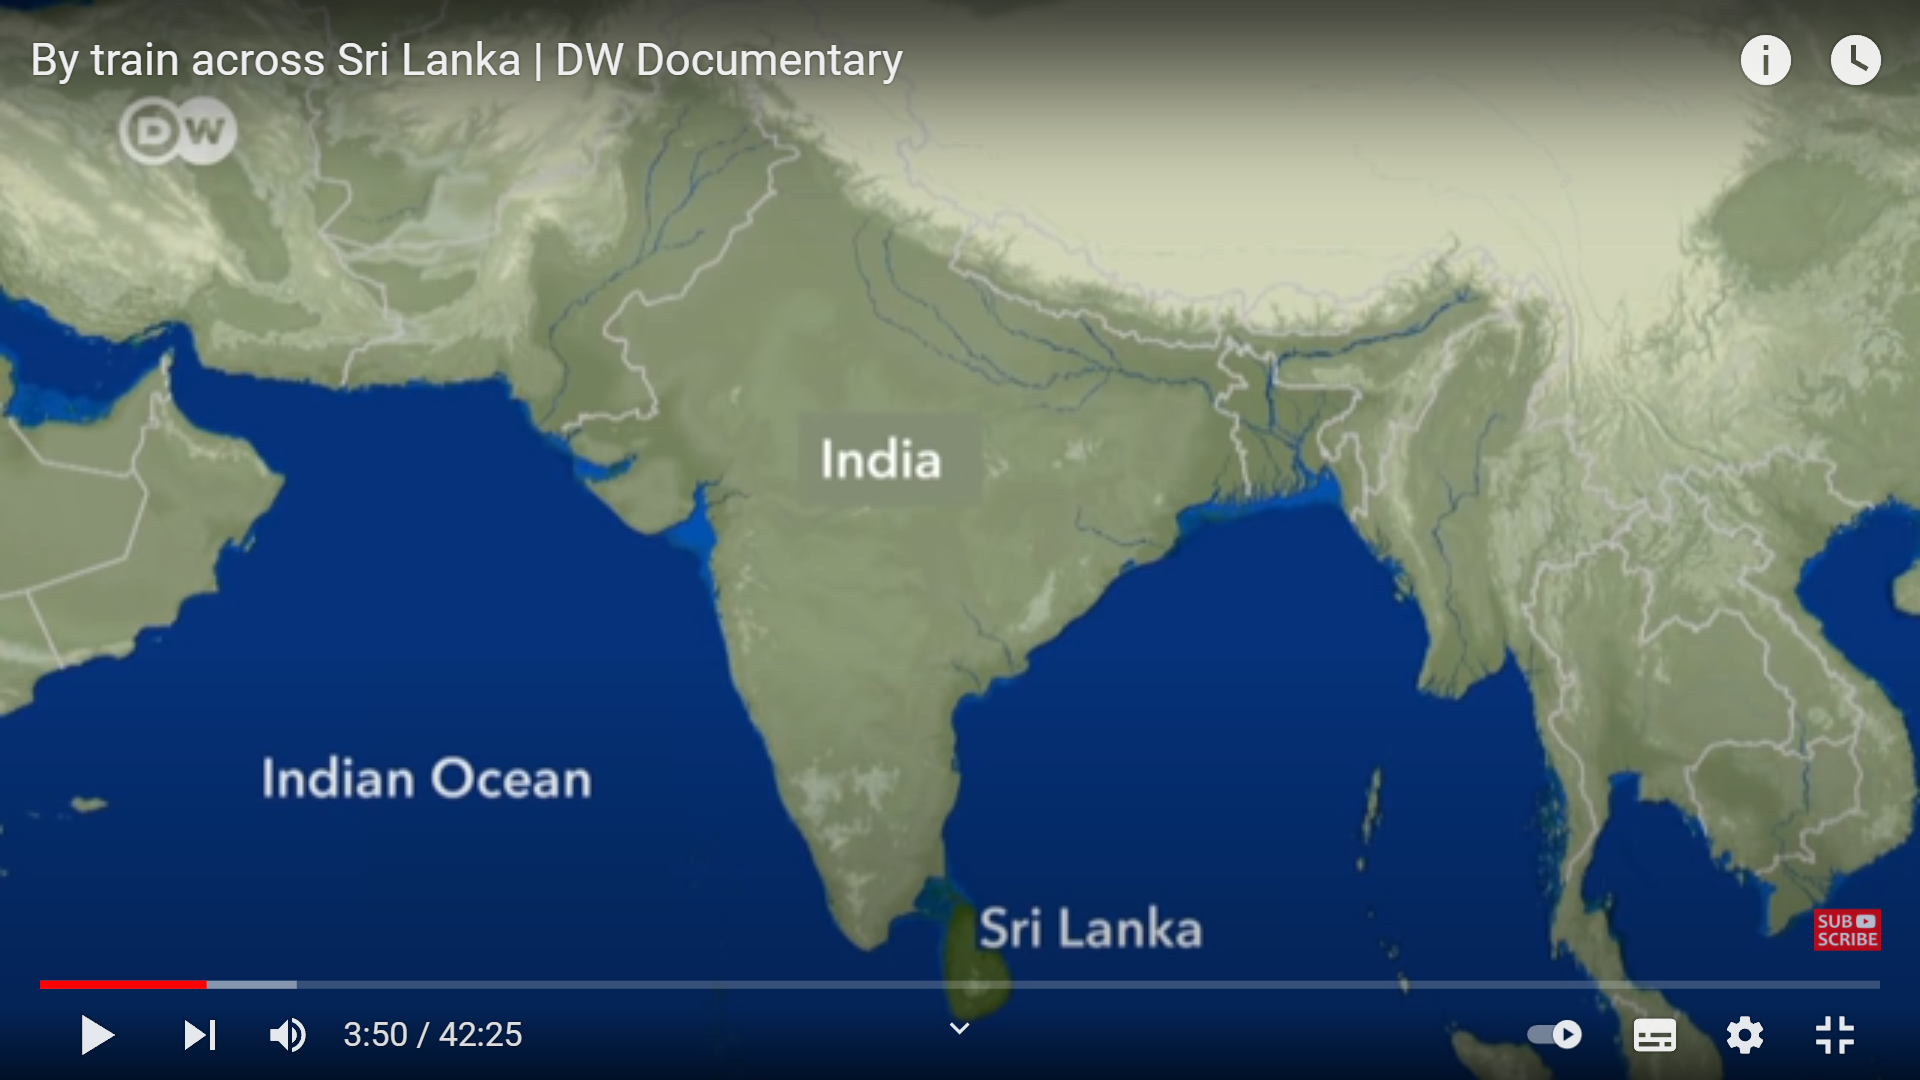 By train across Sri Lanka | DW Documentary
DW
India
Indian Ocean
Sri Lanka
SUB
SCRIBE
3:50 / 42:25